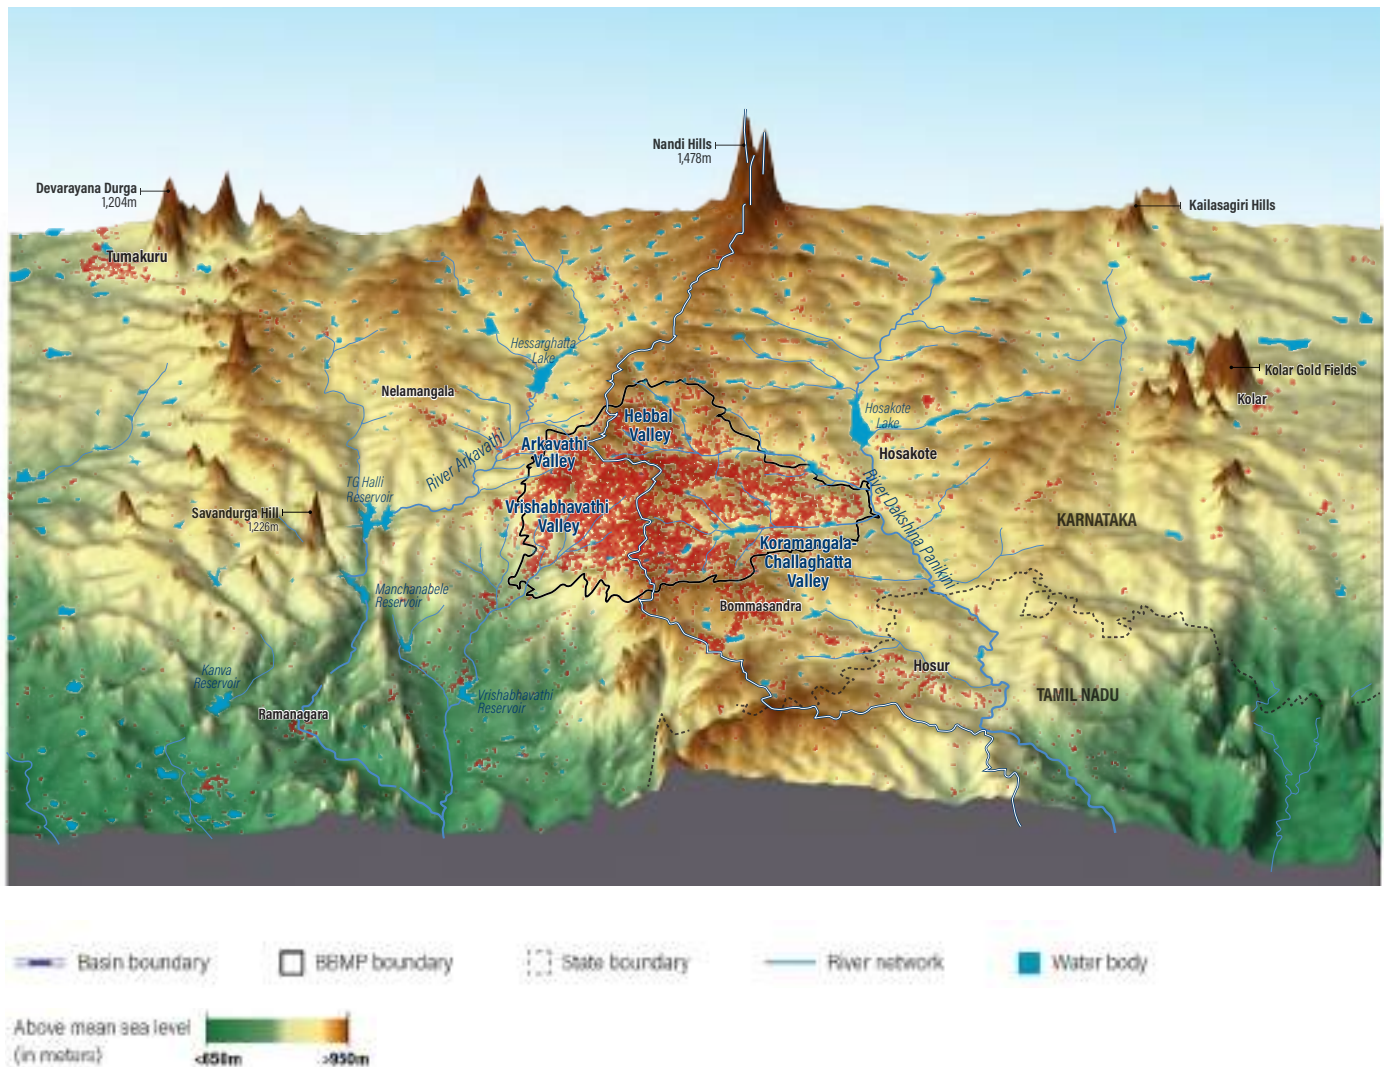 Nandi Hills
1,478m
Devarayana Durga
1,204m
Kailasagiri Hills
Tumakuru
Hessarghatta
Lake
Nelamangala
Kolar Gold Fields
Kolar
Hebbal
Valley
Hosakote
Lake
Arkavathi
Valley
River Arkavathi
Hosakote
TG Halli
Reservoir
Savandurga Hill
1,226m
Vrishabhavathi
Valley
River Dakshina Panikini
KARNATAKA
Koramangala-
Challaghatta
Valley
Manchanabele
Reservoir
Bommasandra
Kanva
Reservoir
Hosur
Vrishabhavathi
Reservoir
TAMIL NADU
Ramanagara
Basin boundary
BBMP boundary
State boundary
River network
Water body
Above mean sea level
(in meters)
>950m